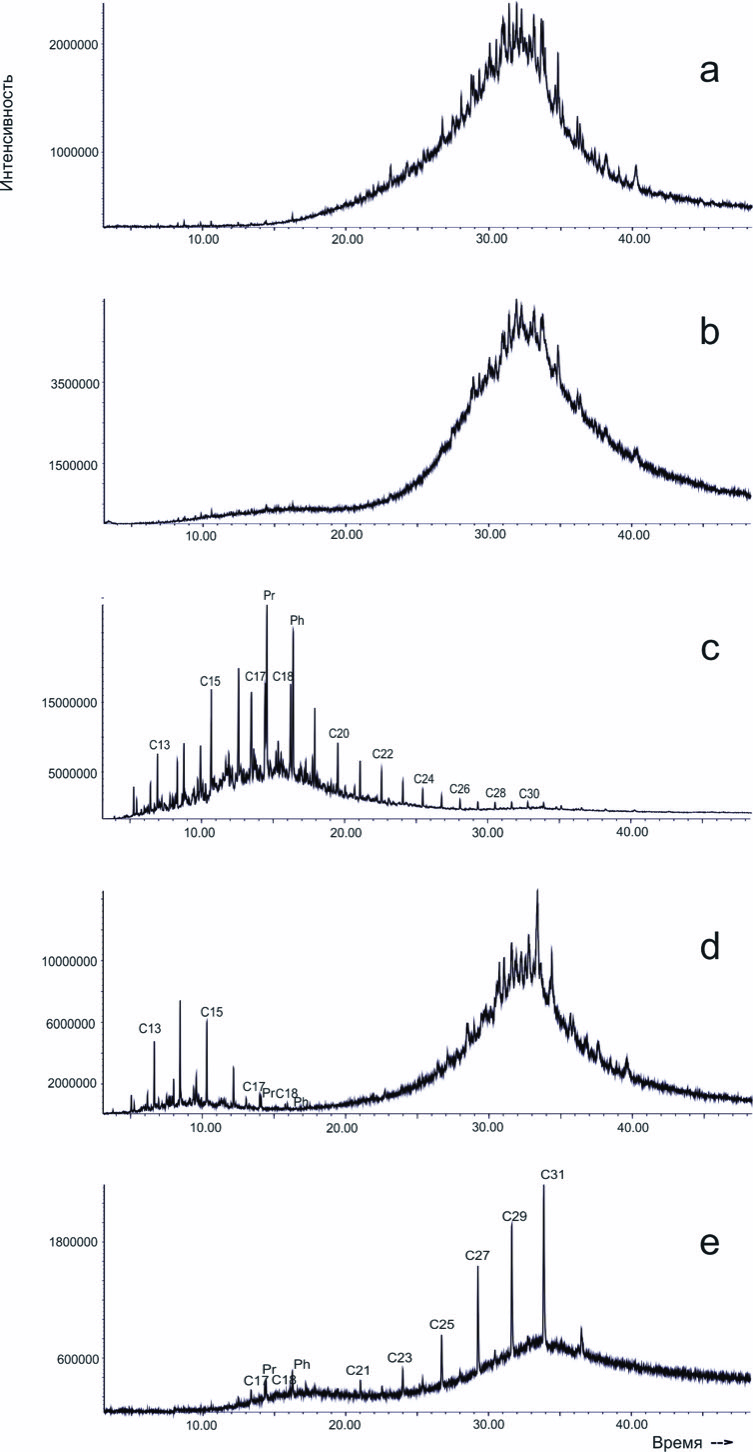 Интенсивность
a
2000000
1000000
10.00 20.00 30.00 40.00
b
3500000
1500000
10.00 20.00 30.00 40.00
c
Pr
Ph
C15 C17 C18
15000000
C13 C20
C22
5000000
C24
C26 C28 C30
10.00 20.00 30.00 40.00
d
10000000
6000000
C13 C15
2000000
C17 Pr C18 Ph
10.00 20.00 30.00 40.00
C31
C29
e
1800000
C27
C25
600000
Pr Ph C21 C23
C17 C18
10.00 20.00 30.00 40.00
Время -->